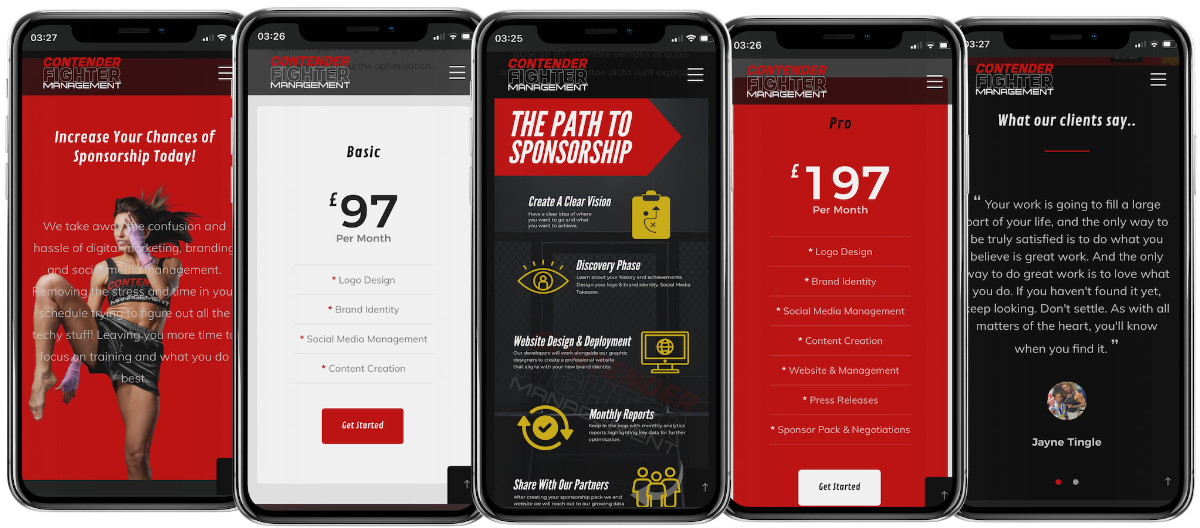 03:27
CONTENDER
FIGHTER
MANAGEMENT
Increase Your Chances of
Sponsorship Today!
We take away the confusion and
hassle of digital marketing, branding
and social media management.
Removing the stress and time in you
schedule trying to figure out all the
techy stuff! Leaving you more time to
focus on training and what you do
best.
CONTENDER
MANAGEMENT
03:26
the optimisation.
CONTENDER
FIGHTER
MANAGEMENT
Basic
£97
Per Month
* Logo Design
* Brand Identity
* Social Media Management
* Content Creation
Get Started
03:25
dicta sunt explic
CONTENDER
FIGHTER
MANAGEMENT
THE PATH TO
SPONSORSHIP
Create A Clear Vision
Have a clear idea of where
you want to go and what
you want to achieve.
Discovery Phase
Learn about your history and achievements.
Design your logo & brand identity. Social Media
Takeover.
Website Design & Deployment
Our developers will work alongside our graphic
designers to create a professional website
that aligns with your new brand identity.
Monthly Reports
Keep in the loop with monthly analytics
reports highlighting key data for further
optimisation.
Share With Our Partners
After creating your sponsorship pack we and
website we will reach out to our growing data
03:26
CONTENDER
FIGHTER
MANAGEMENT
Pro
£197
Per Month
* Logo Design
* Brand Identity
* Social Media Management
* Content Creation
* Website & Management
* Press Releases
* Sponsor Pack & Negotiations
Get Started
03:27
CONTENDER
FIGHTER
MANAGEMENT
What our clients say..
“ Your work is going to fill a large
part of your life, and the only way to
be truly satisfied is to do what you
believe is great work. And the only
way to do great work is to love what
you do. If you haven't found it yet,
keep looking. Don't settle. As with all
matters of the heart, you'll know
when you find it. ”
Jayne Tingle